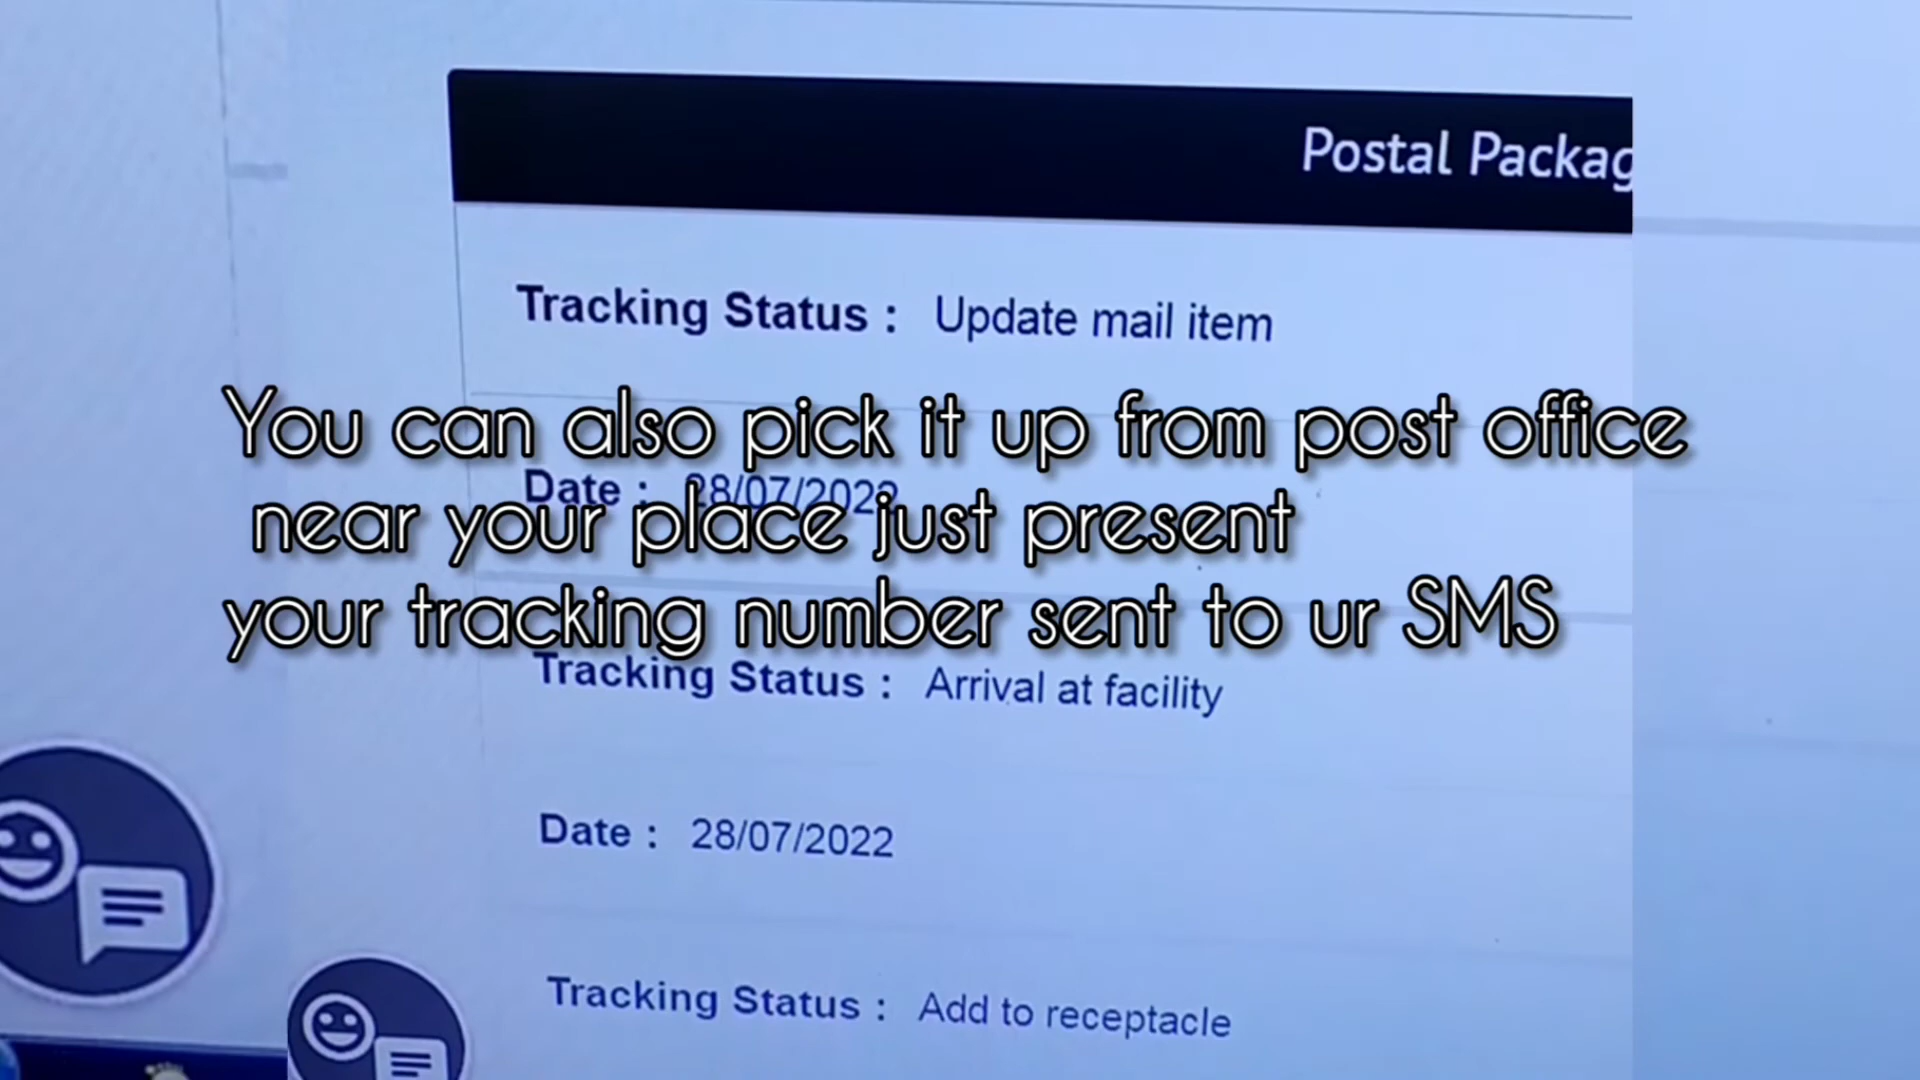 Postal Packag
Tracking Status : Update mail item
You can also pick it up from post office
Date : 28/07/2022
near your place just present
your tracking number sent to ur SMS
Tracking Status : Arrival at facility
Date : 28/07/2022
Tracking Status : Add to receptacle